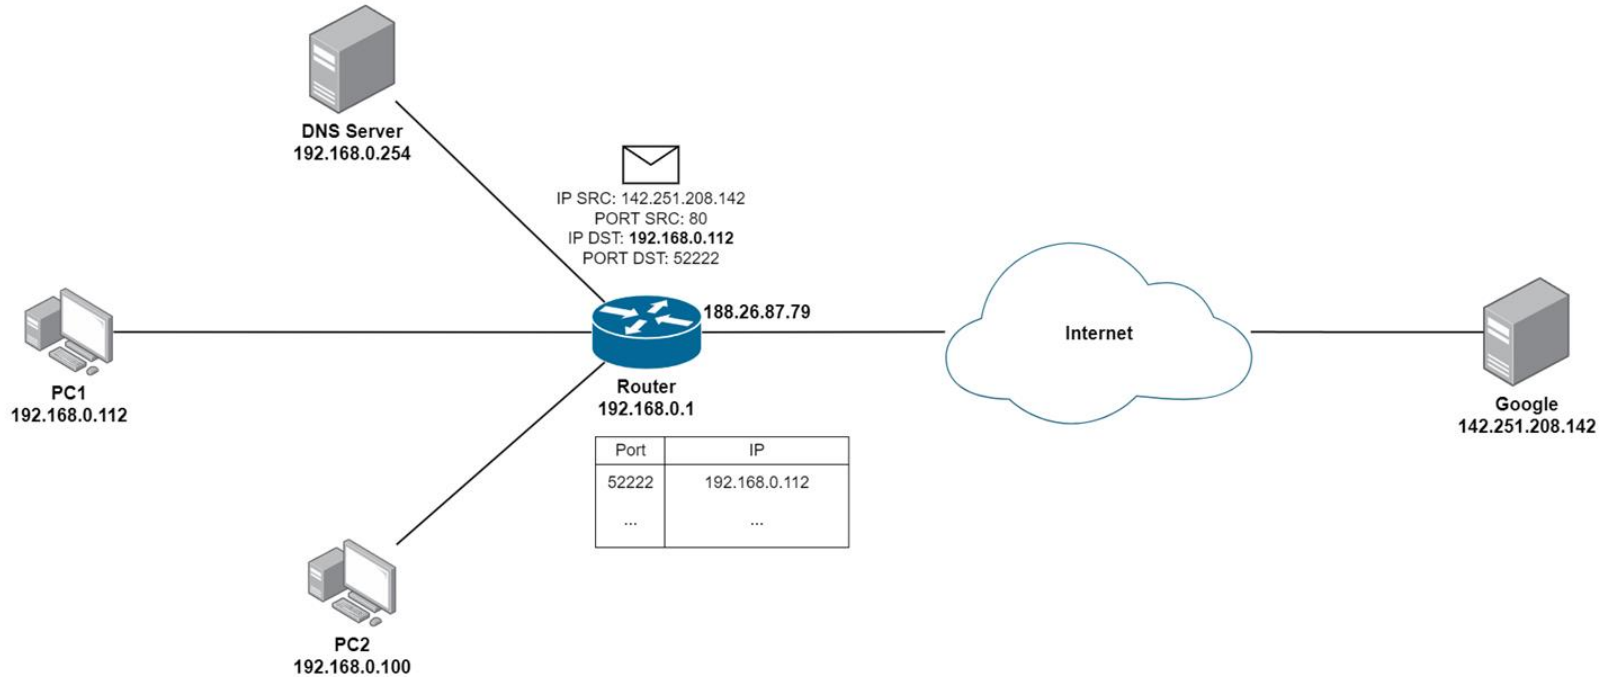 DNS Server
192.168.0.254
IP SRC: 142.251.208.142
PORT SRC: 80
IP DST: 192.168.0.112
PORT DST: 52222
188.26.87.79
Internet
PC1
192.168.0.112
Router
192.168.0.1
Google
142.251.208.142
Port IP
52222 192.168.0.112
... ...
PC2
192.168.0.100